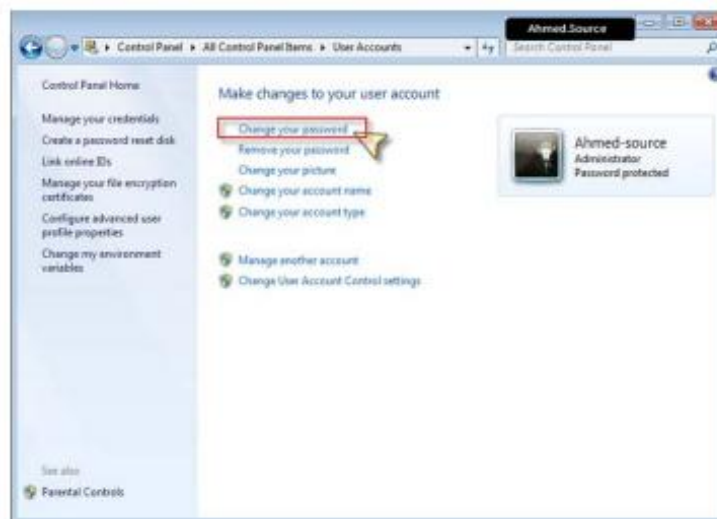 Ahmed.Source
Control Panel All Control Panel Items User Accounts
Search Control Panel
Control Panel Home
Manage your credentials
Create a password reset disk
Link online IDs
Manage your file encryption
certificates
Configure advanced user
profile properties
Change my environment
variables
See also
Parental Controls
Make changes to your user account
Change your password
Remove your password
Change your picture
Change your account name
Change your account type
Manage another account
Change User Account Control settings
Ahmed-source
Administrator
Password protected